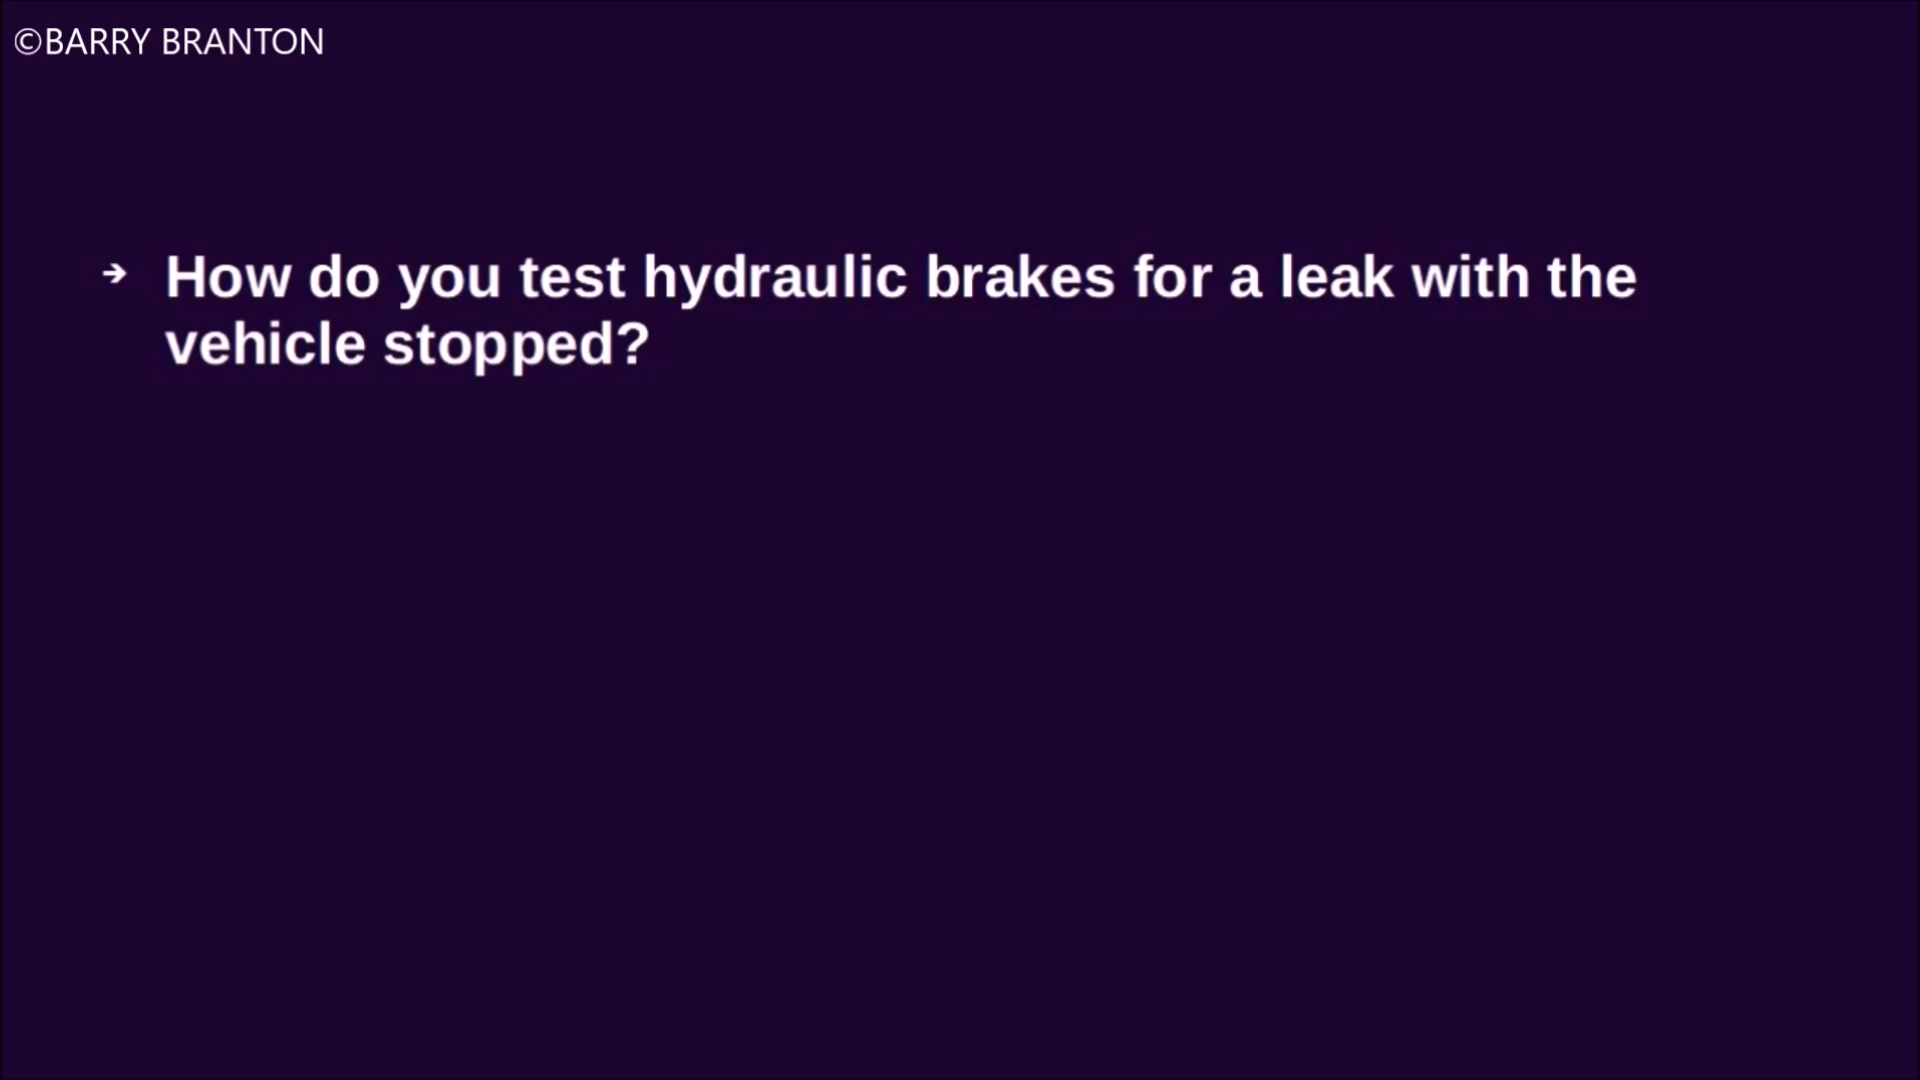 ©BARRY BRANTON
➔ How do you test hydraulic brakes for a leak with the
vehicle stopped?